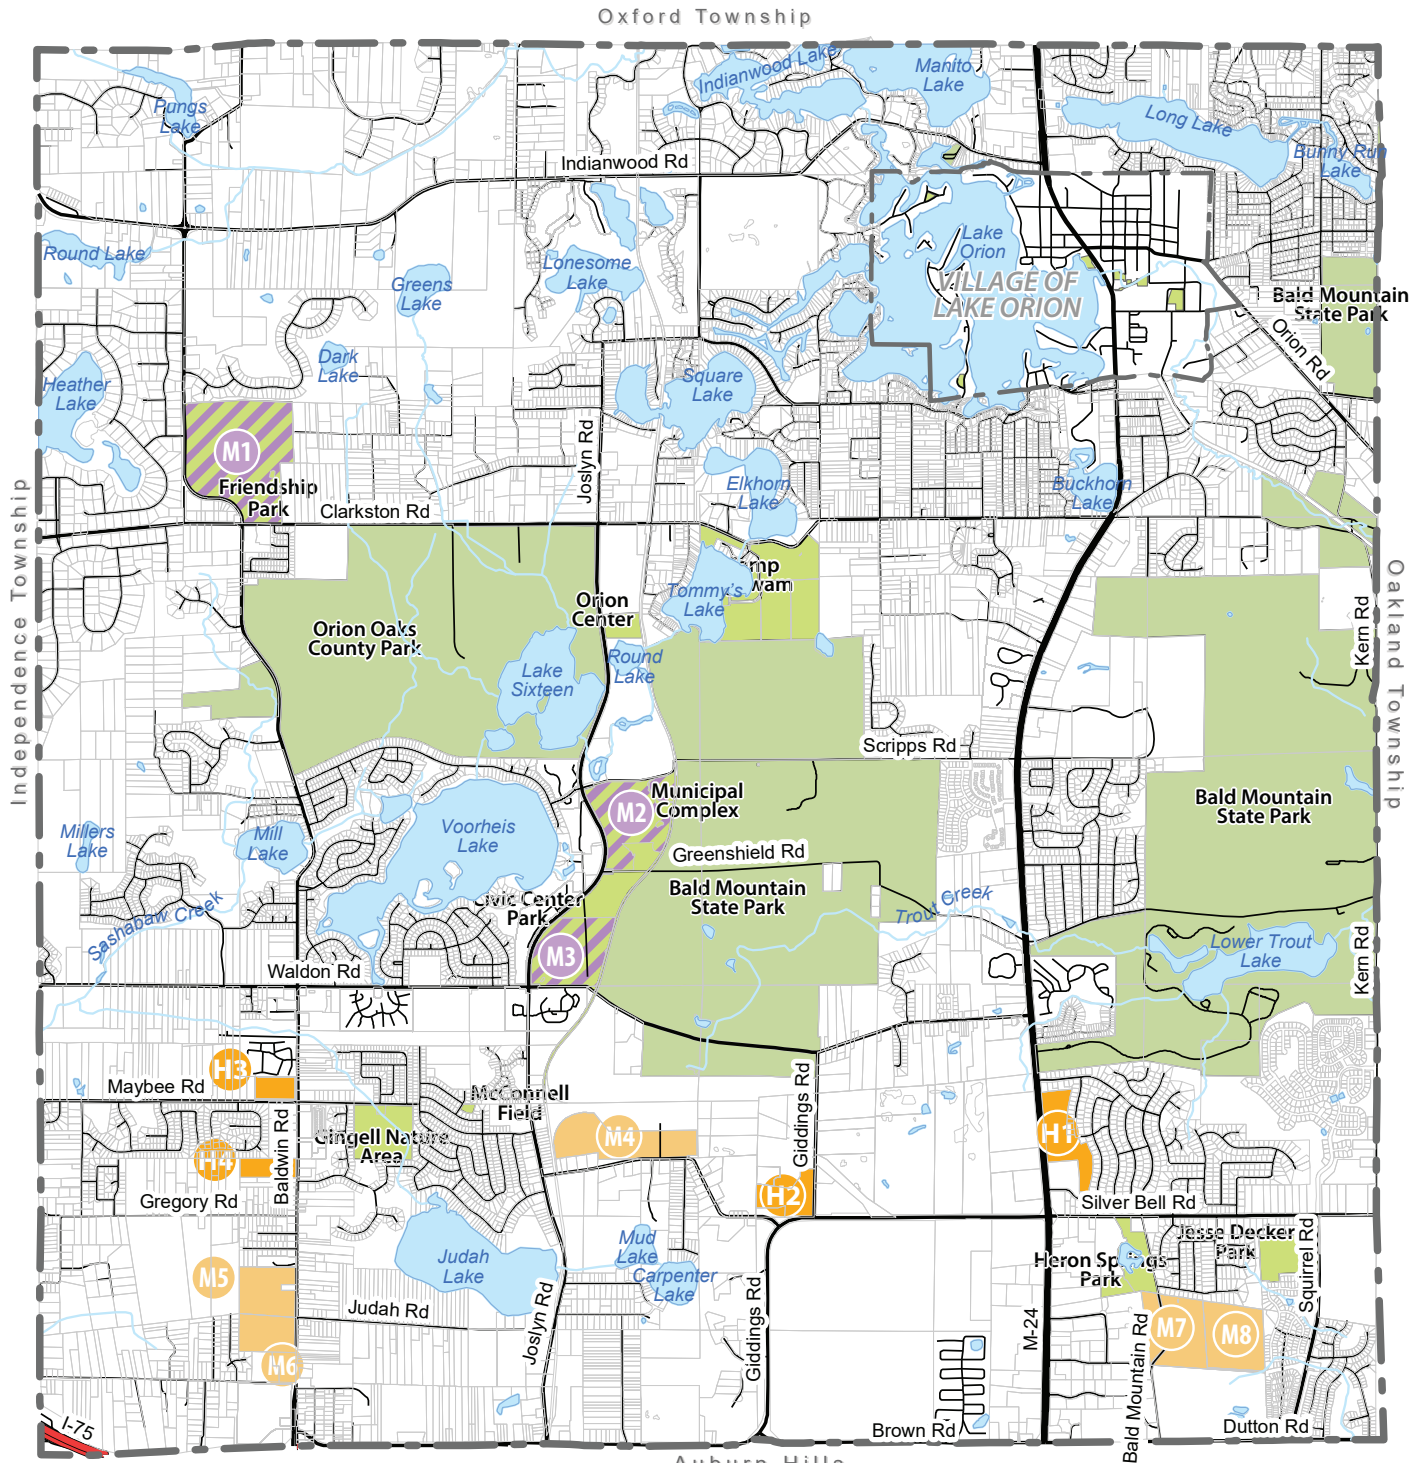 Oxford Township
Indianwood Lake
Manito
Lake
Pungs
Lake
Long Lake
Bunny Run
Lake
Indianwood Rd
Round Lake
Lake
Orion
Lonesome
Lake
Greens
Lake
VILLAGE OF
LAKE ORION
Bald Mountain
State Park
Orion Rd
Dark
Lake
Heather
Lake
Square
Lake
M1
Friendship
Park
Joslyn Rd
Elkhorn
Lake
Buckhorn
Lake
Clarkston Rd
Independence Township
Oakland Township
Tommy's
Lake
Orion
Center
Orion Oaks
County Park
Kern Rd
Round
Lake
Lake
Sixteen
Scripps Rd
M2
Municipal
Complex
Bald Mountain
State Park
Millers
Lake
Mill
Lake
Voorheis
Lake
Greenshield Rd
Bald Mountain
State Park
Civic Center
Park
Trout Creek
Sashabaw Creek
M3
Lower Trout
Lake
Kern Rd
Waldon Rd
H3
Maybee Rd
McConnell
Field
Giddings Rd
M4
H1
Gingell Nature
Area
Baldwin Rd
H4
Gregory Rd
H2
Silver Bell Rd
Mud
Lake
Carpenter
Lake
Judah
Lake
Jesse Decker
Park
Heron Springs
Park
Squirrel Rd
M5
Judah Rd
Joslyn Rd
Giddings Rd
M-24
Bald Mountain Rd
M7
M8
M6
I-75
Brown Rd
Dutton Rd
Auburn Hills